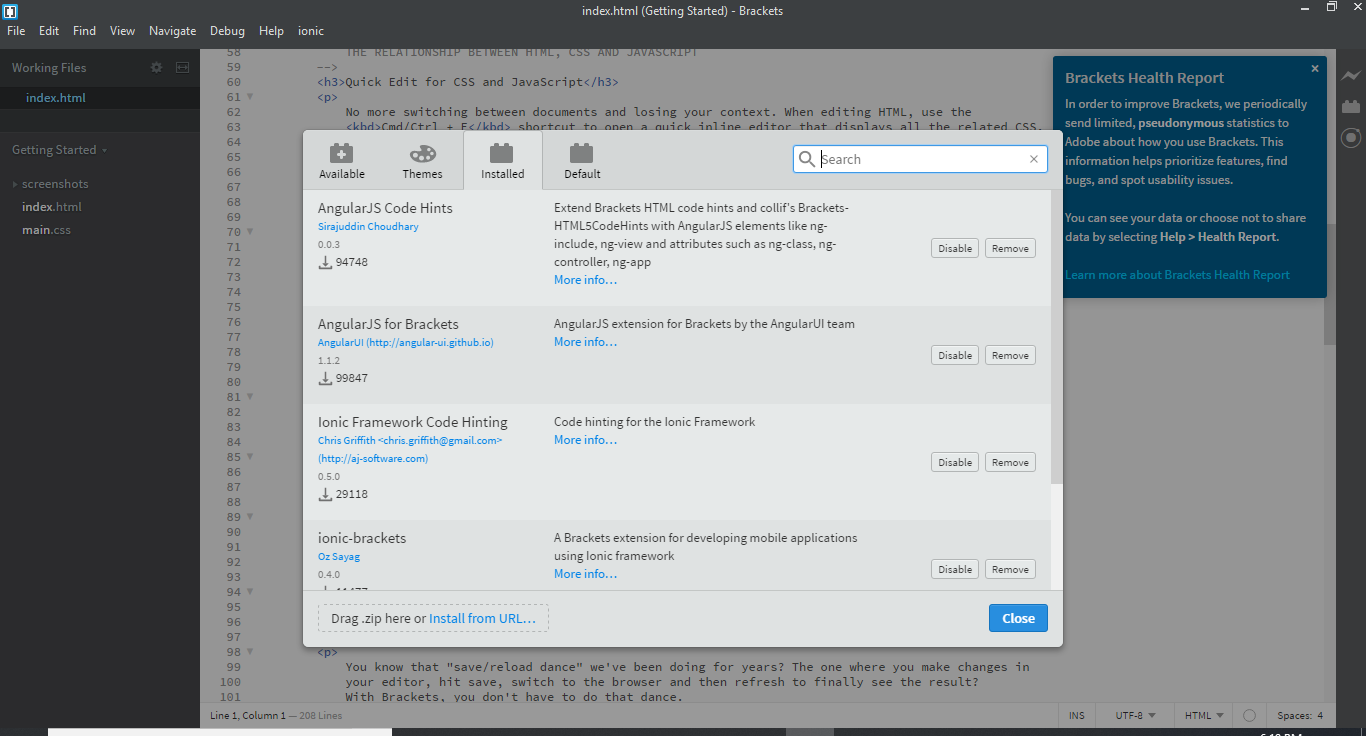 index.html (Getting Started) - Brackets
File Edit Find View Navigate Debug Help ionic
Working Files
index.html
Getting Started
screenshots
index.html
main.css
58 THE RELATIONSHIP BETWEEN HTML, CSS AND JAVASCRIPT
59 -->
60 <h3>Quick Edit for CSS and JavaScript</h3>
61 <p>
62 No more switching between documents and losing your context. When editing HTML, use the
63 <kbd>Cmd/Ctrl + E</kbd> shortcut to open a quick inline editor that displays all the related CSS.
64
65
66
67
68
69
70
71
72
73
74
75
76
77
78
79
80
81
82
83
84
85
86
87
88
89
90
91
92
93
94
95
96
97
98 <p>
99 You know that "save/reload dance" we've been doing for years? The one where you make changes in
100 your editor, hit save, switch to the browser and then refresh to finally see the result?
101 With Brackets, you don't have to do that dance.
Available Themes Installed Default
Search
AngularJS Code Hints
Sirajuddin Choudhary
0.0.3
94748
Extend Brackets HTML code hints and collif's Brackets-
HTML5CodeHints with AngularJS elements like ng-
include, ng-view and attributes such as ng-class, ng-
controller, ng-app
More info...
Disable Remove
AngularJS for Brackets
AngularUI (http://angular-ui.github.io)
1.1.2
99847
AngularJS extension for Brackets by the AngularUI team
More info...
Disable Remove
Ionic Framework Code Hinting
Chris Griffith <chris.griffith@gmail.com>
(http://aj-software.com)
0.5.0
29118
Code hinting for the Ionic Framework
More info...
Disable Remove
ionic-brackets
Oz Sayag
0.4.0
A Brackets extension for developing mobile applications
using Ionic framework
More info...
Disable Remove
Drag .zip here or Install from URL...
Close
Brackets Health Report
In order to improve Brackets, we periodically
send limited, pseudonymous statistics to
Adobe about how you use Brackets. This
information helps prioritize features, find
bugs, and spot usability issues.
You can see your data or choose not to share
data by selecting Help > Health Report.
Learn more about Brackets Health Report
Line 1, Column 1 — 208 Lines
INS UTF-8 HTML Spaces: 4